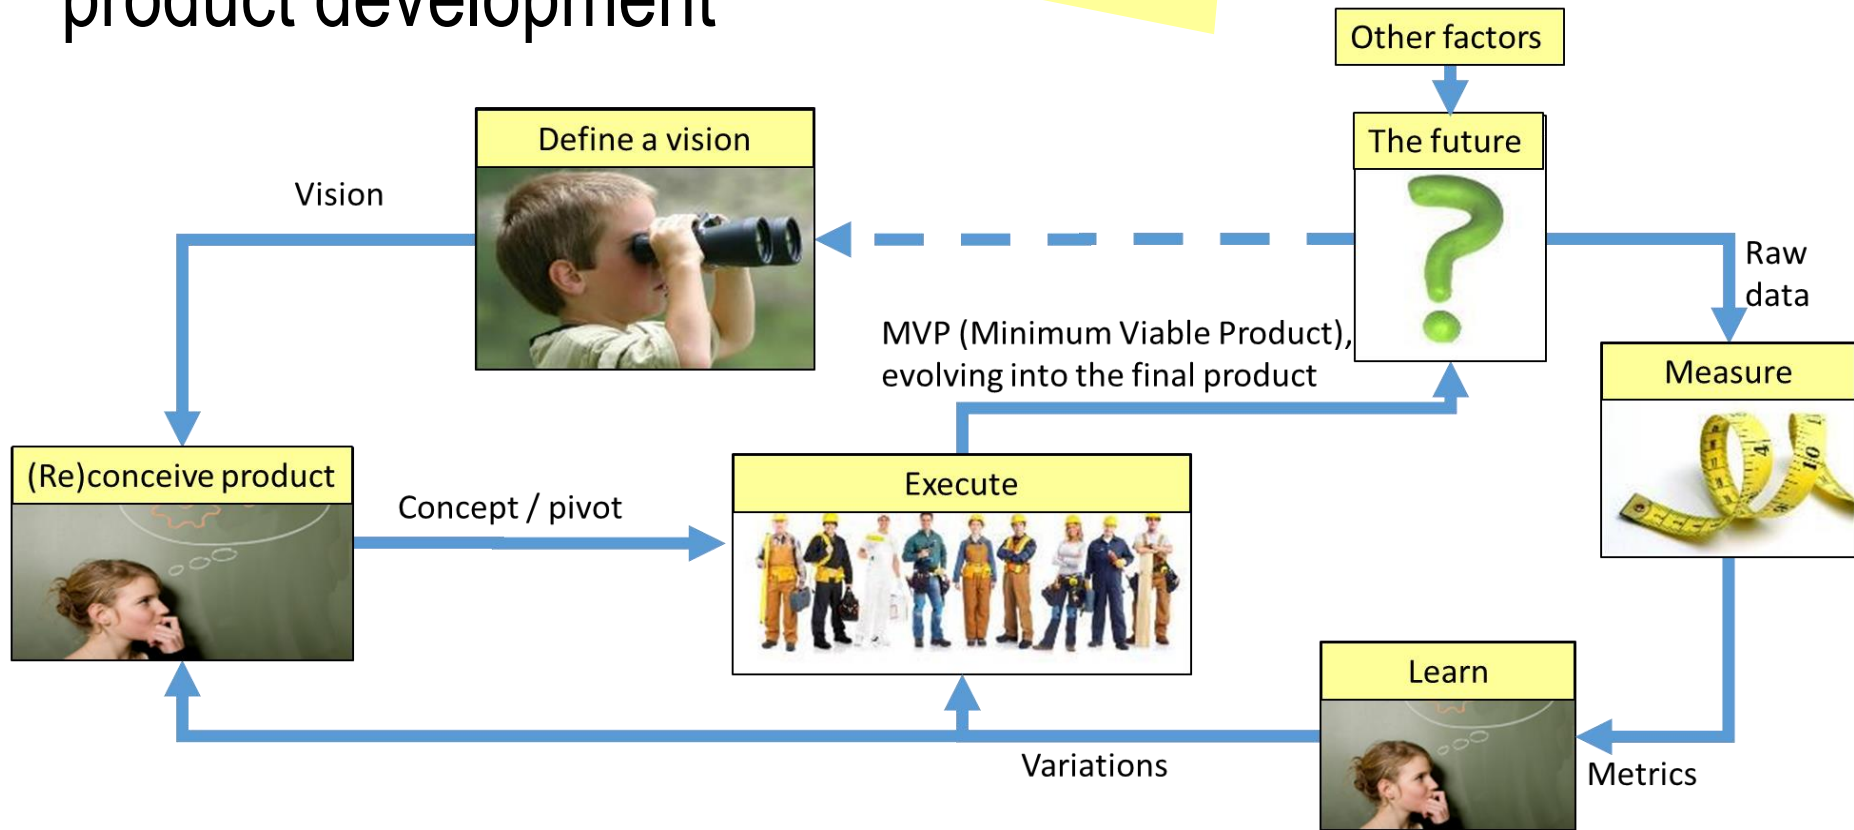 product development
Other factors
Define a vision
The future
Vision
Raw
data
MVP (Minimum Viable Product),
evolving into the final product
Measure
(Re)conceive product
Execute
Concept / pivot
Learn
Variations
Metrics